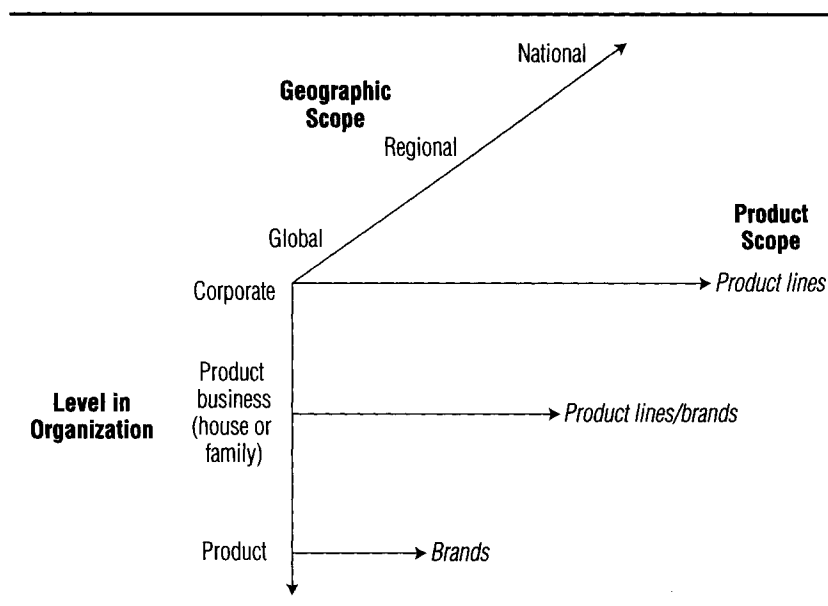 National
Geographic
Scope
Regional
Product
Scope
Global
Product lines
Corporate
Product
business
(house or
family)
Level in
Organization
Product lines/brands
Product
Brands